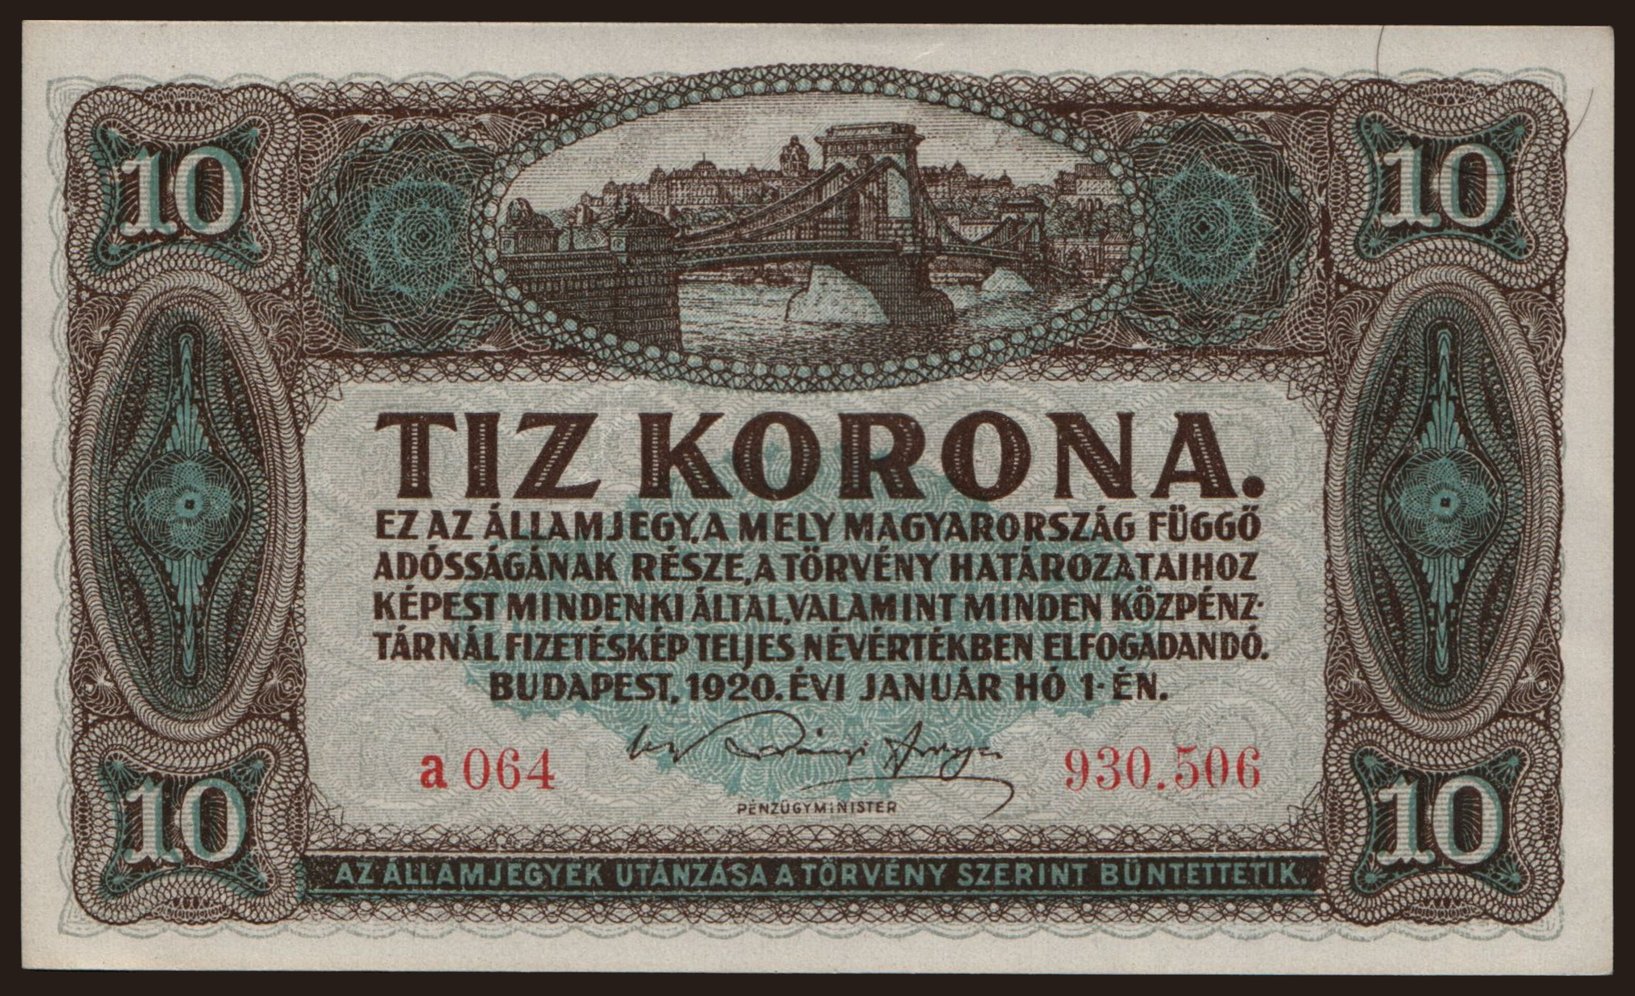 10 10
TIZ KORONA.
EZ AZ ÁLLAMJEGY, A MELY MAGYARORSZÁG FÜGGŐ
ADÓSSÁGÁNAK RÉSZE, A TÖRVÉNY HATÁROZATAIHOZ
KÉPEST MINDENKI ÁLTAL, VALAMINT MINDEN KÖZPÉNZ-
TÁRNÁL FIZETÉSKÉP TELJES NÉVÉRTÉKBEN ELFOGADANDÓ.
BUDAPEST, 1920. ÉVI JANUÁR HÓ 1-ÉN.
a 064 930.506
PÉNZÜGYMINISTER
10 10
AZ ÁLLAMJEGYEK UTÁNZÁSA A TÖRVÉNY SZERINT BÜNTETTETIK.